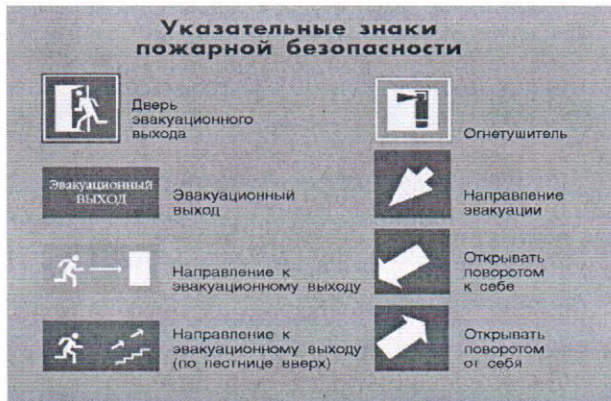 Указательные знаки
пожарной безопасности
Дверь
эвакуационного
выхода
Огнетушитель
Эвакуационный
ВЫХОД
Эвакуационный
выход
Направление
эвакуации
Направление к
эвакуационному выходу
Открывать
поворотом
к себе
Направление к
эвакуационному выходу
(по лестнице вверх)
Открывать
поворотом
от себя